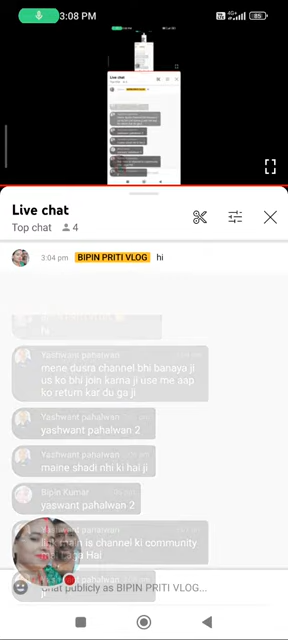 3:08 PM
4G+
85
Live chat
Top chat 4
3:04 pm BIPIN PRITI VLOG hi
hi
Yashwant pahalwan
mene dusra channel bhi banaya ji
us ko bhi join karna ji use me aap
ko return kar du ga ji
Yashwant pahalwan
yashwant pahalwan 2
Yashwant pahalwan
maine shadi nhi ki hai ji
Bipin Kumar
yaswant pahalwan 2
pahalwan
is channel ki community
Hai
Chat publicly as BIPIN PRITI VLOG...